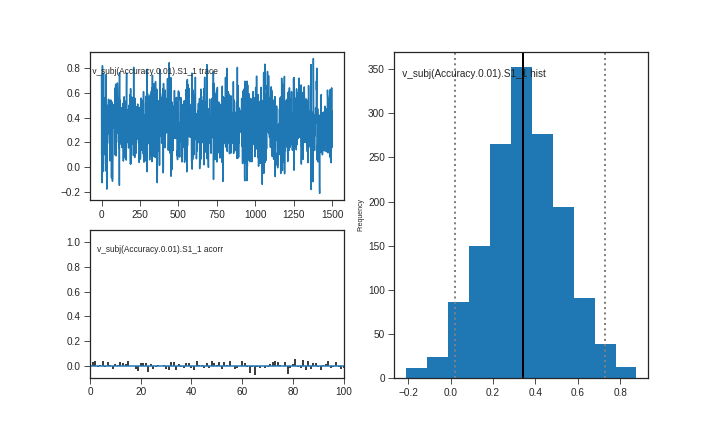 v_subj(Accuracy.0.01).S1_1 trace
0.8
0.6
0.4
0.2
0.0
−0.2
0 250 500 750 1000 1250 1500
v_subj(Accuracy.0.01).S1_1 acorr
1.0
0.8
0.6
0.4
0.2
0.0
0 20 40 60 80 100
v_subj(Accuracy.0.01).S1_1 hist
Frequency
350
300
250
200
150
100
50
0
−0.2 0.0 0.2 0.4 0.6 0.8